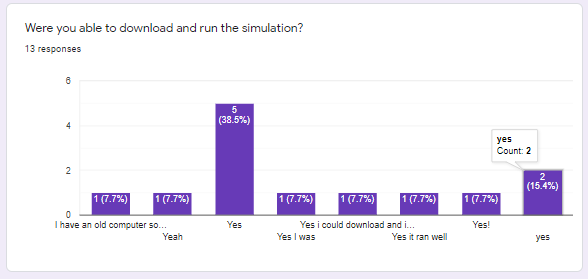 Were you able to download and run the simulation?
13 responses
6
4
2
0
1 (7.7%)
1 (7.7%)
5
(38.5%)
1 (7.7%)
1 (7.7%)
1 (7.7%)
1 (7.7%)
2
(15.4%)
yes
Count: 2
I have an old computer so...
Yeah
Yes
Yes I was
Yes i could download and i...
Yes it ran well
Yes!
yes